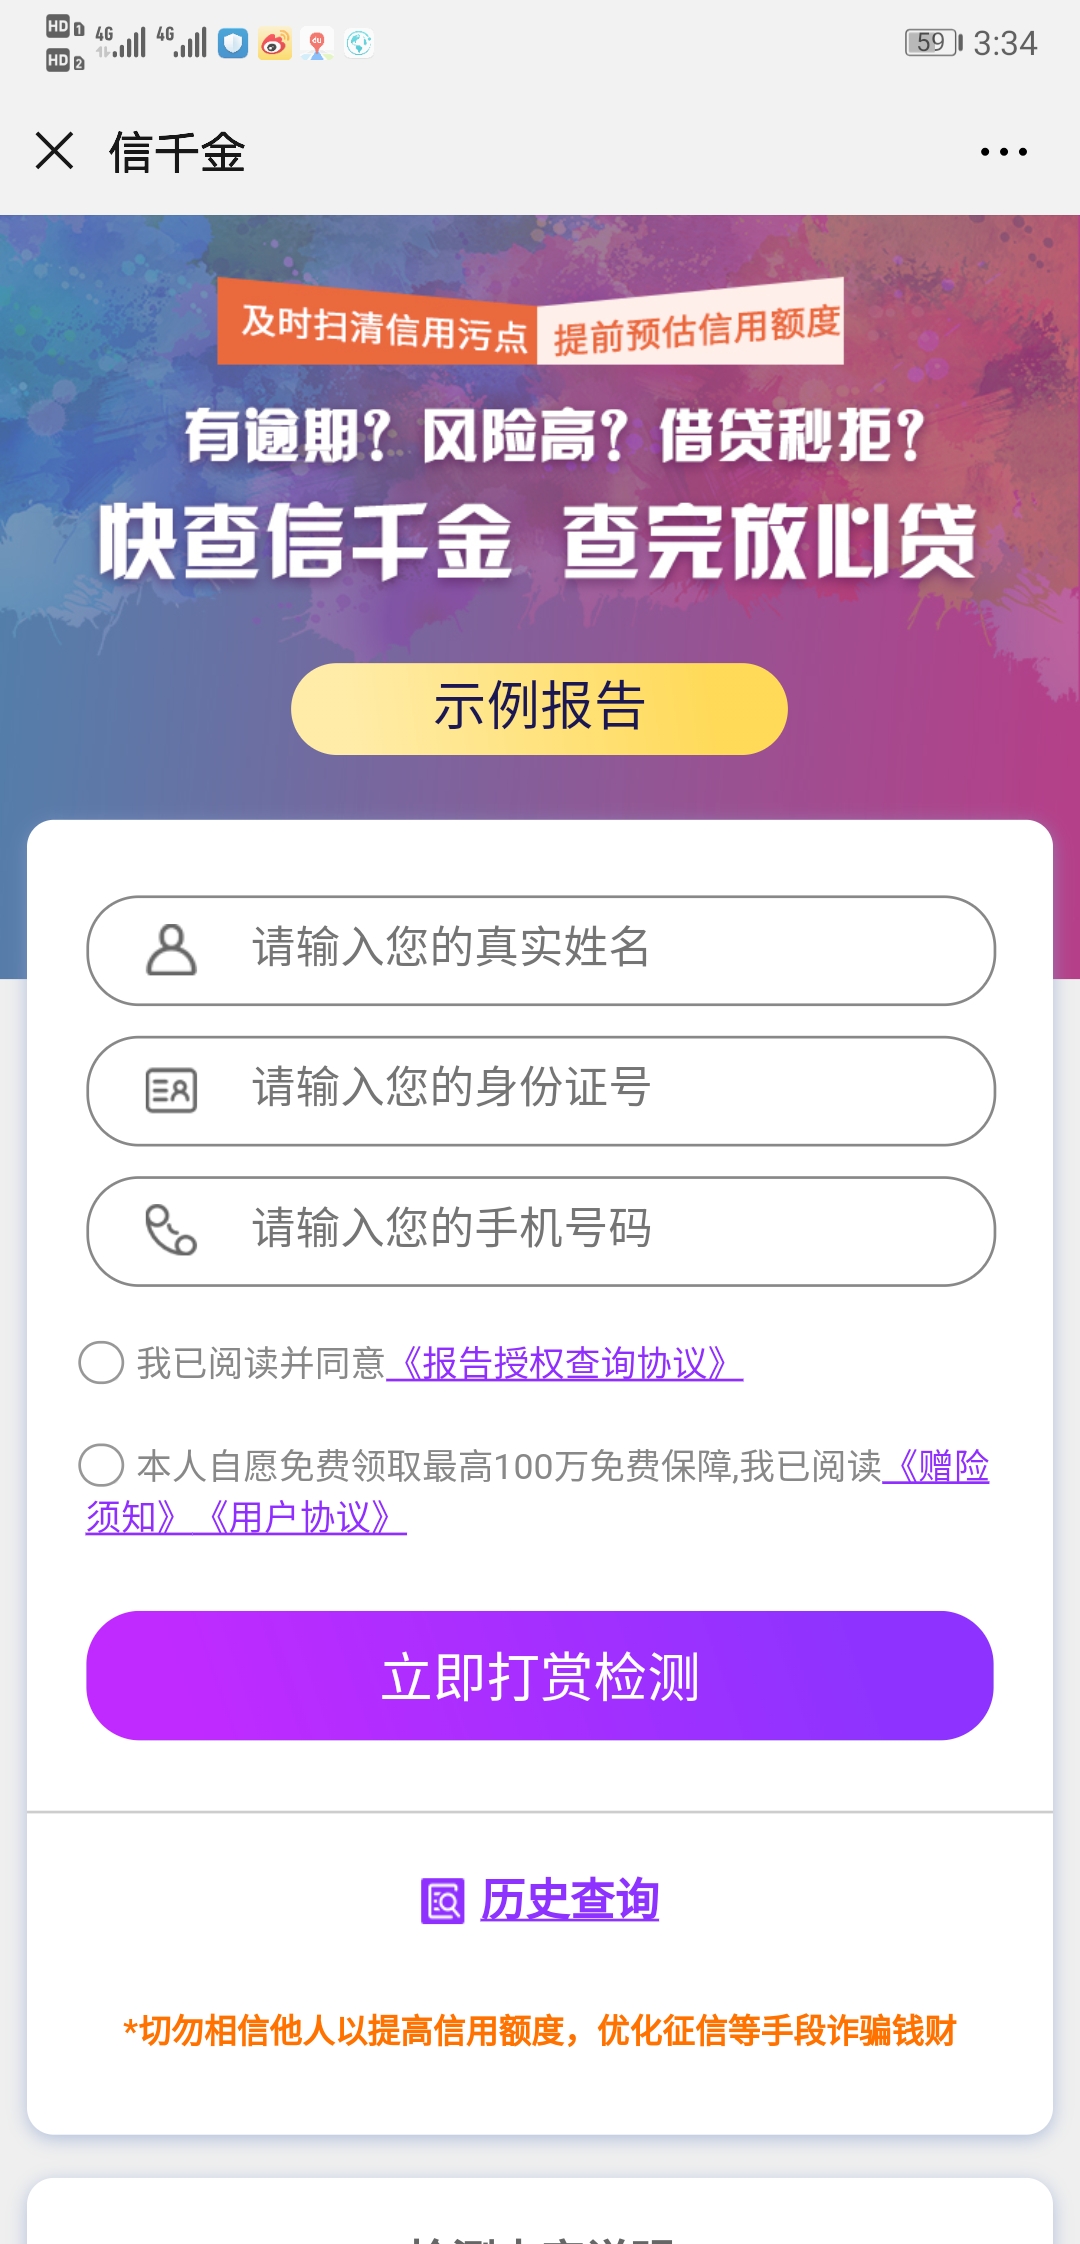 HD 1 4G 4G 59 3:34
HD 2
信千金
及时扫清信用污点 提前预估信用额度
有逾期？风险高？借贷秒拒？
快查信千金 查完放心贷
示例报告
请输入您的真实姓名
请输入您的身份证号
请输入您的手机号码
我已阅读并同意《报告授权查询协议》
本人自愿免费领取最高100万免费保障,我已阅读《赠险
须知》《用户协议》
立即打赏检测
历史查询
*切勿相信他人以提高信用额度，优化征信等手段诈骗钱财